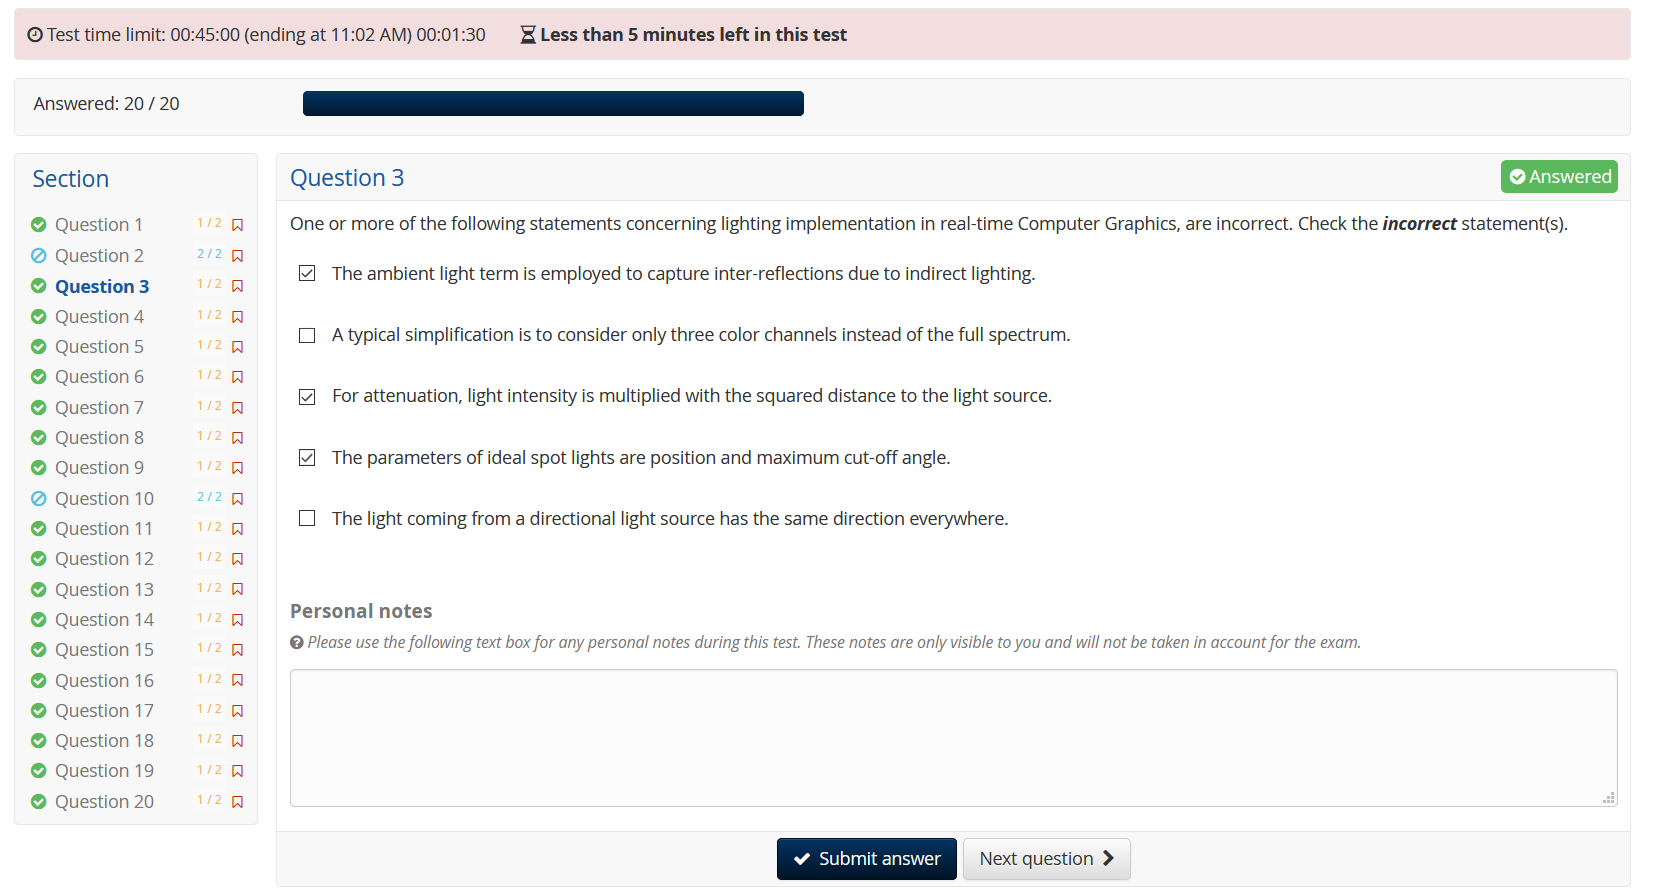 Test time limit: 00:45:00 (ending at 11:02 AM) 00:01:30 Less than 5 minutes left in this test
Answered: 20 / 20
Section
Question 1 1 / 2
Question 2 2 / 2
Question 3 1 / 2
Question 4 1 / 2
Question 5 1 / 2
Question 6 1 / 2
Question 7 1 / 2
Question 8 1 / 2
Question 9 1 / 2
Question 10 2 / 2
Question 11 1 / 2
Question 12 1 / 2
Question 13 1 / 2
Question 14 1 / 2
Question 15 1 / 2
Question 16 1 / 2
Question 17 1 / 2
Question 18 1 / 2
Question 19 1 / 2
Question 20 1 / 2
Question 3 Answered
One or more of the following statements concerning lighting implementation in real-time Computer Graphics, are incorrect. Check the incorrect statement(s).
The ambient light term is employed to capture inter-reflections due to indirect lighting.
A typical simplification is to consider only three color channels instead of the full spectrum.
For attenuation, light intensity is multiplied with the squared distance to the light source.
The parameters of ideal spot lights are position and maximum cut-off angle.
The light coming from a directional light source has the same direction everywhere.
Personal notes
Please use the following text box for any personal notes during this test. These notes are only visible to you and will not be taken in account for the exam.
Submit answer Next question